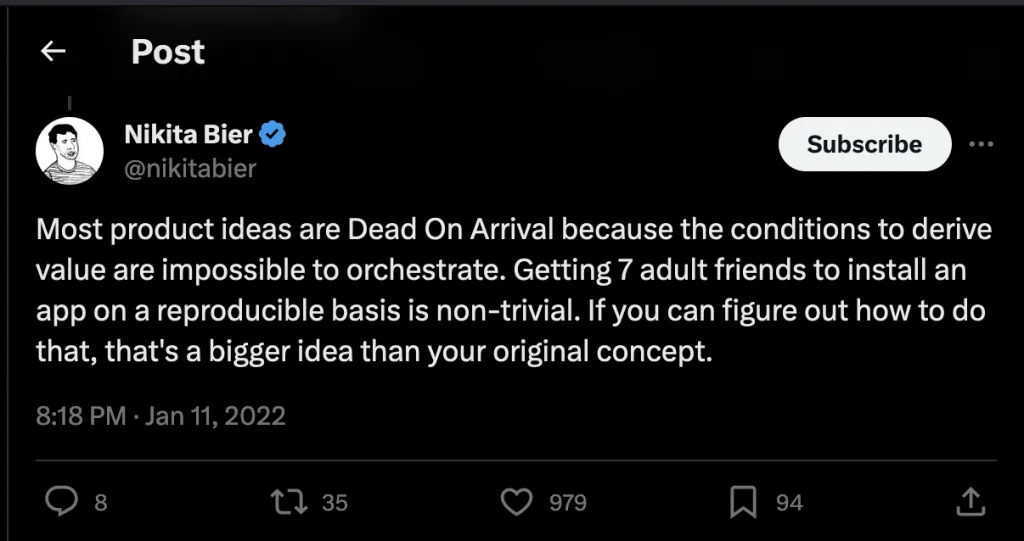 Post
Nikita Bier
@nikitabier
Subscribe
Most product ideas are Dead On Arrival because the conditions to derive
value are impossible to orchestrate. Getting 7 adult friends to install an
app on a reproducible basis is non-trivial. If you can figure out how to do
that, that's a bigger idea than your original concept.
8:18 PM · Jan 11, 2022
8 35 979 94